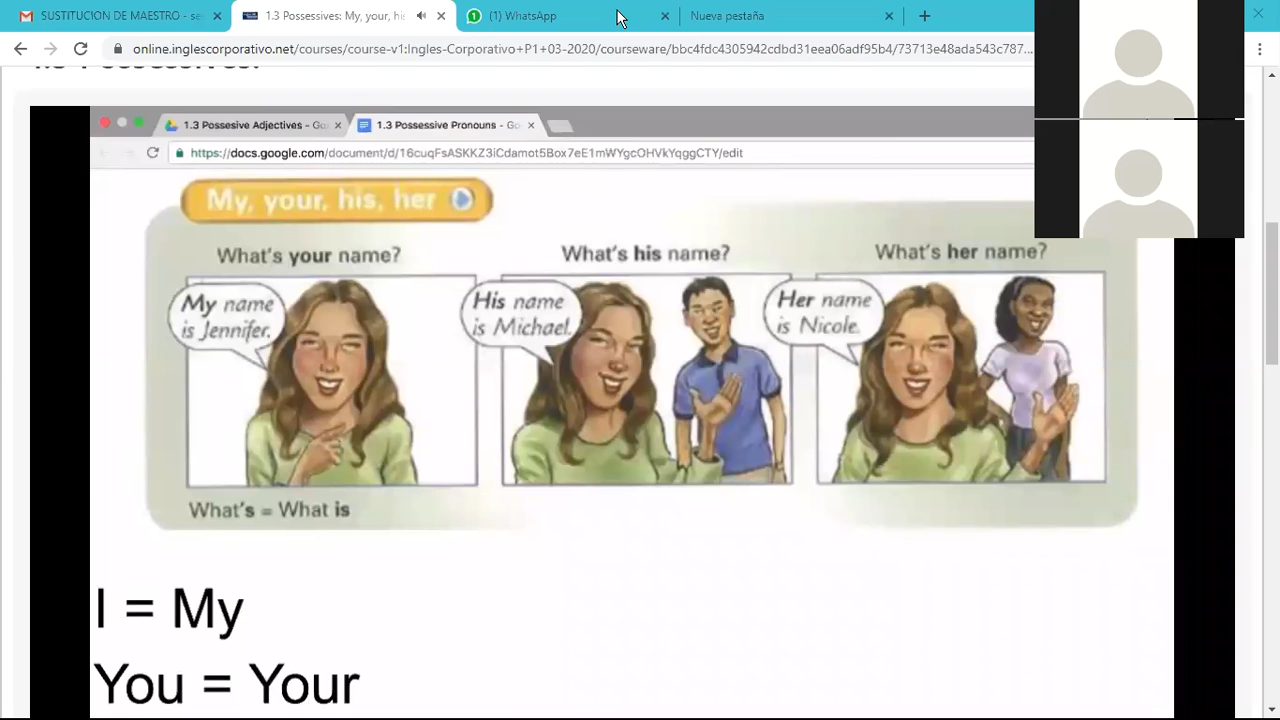 SUSTITUCION DE MAESTRO - se
1.3 Possessives: My, your, hi
(1) WhatsApp
Nueva pestaña
online.inglescorporativo.net/courses/course-v1:Ingles-Corporativo+P1+03-2020/courseware/bbc4fdc4305342cdbd31eaa06adf95b4/73713e48ada543c787...
1.3 Possesive Adjectives - Go
1.3 Possessive Pronouns - Go
https://docs.google.com/document/d/16cuqFsASKKZ3iCdamot5Box7eE1mWYgcOHVkYqggCTY/edit
My, your, his, her
What's your name?
What's his name?
What's her name?
My name
is Jennifer.
His name
is Michael.
Her name
is Nicole.
What's = What is
I = My
You = Your